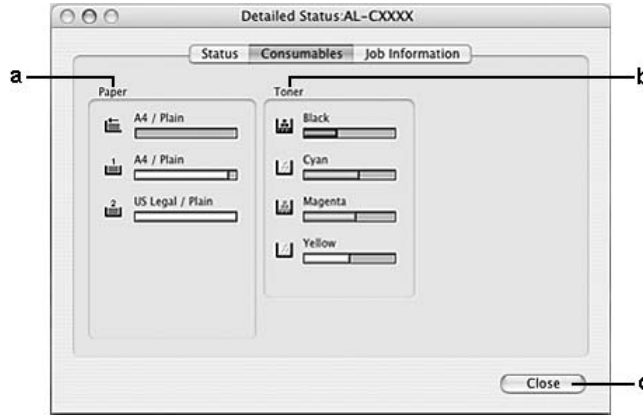 Detailed Status:AL-CXXXX
Status Consumables Job Information
a
b
Paper
Toner
A4 / Plain
1
A4 / Plain
2
US Legal / Plain
Black
Cyan
Magenta
Yellow
Close